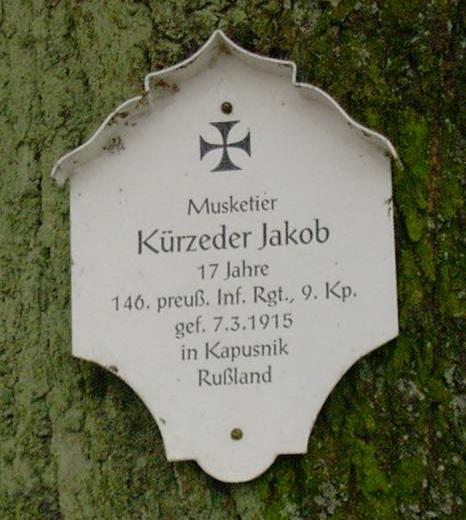 Musketier
Kürzeder Jakob
17 Jahre
146. preuß. Inf. Rgt., 9. Kp.
gef. 7.3.1915
in Kapusnik
Rußland